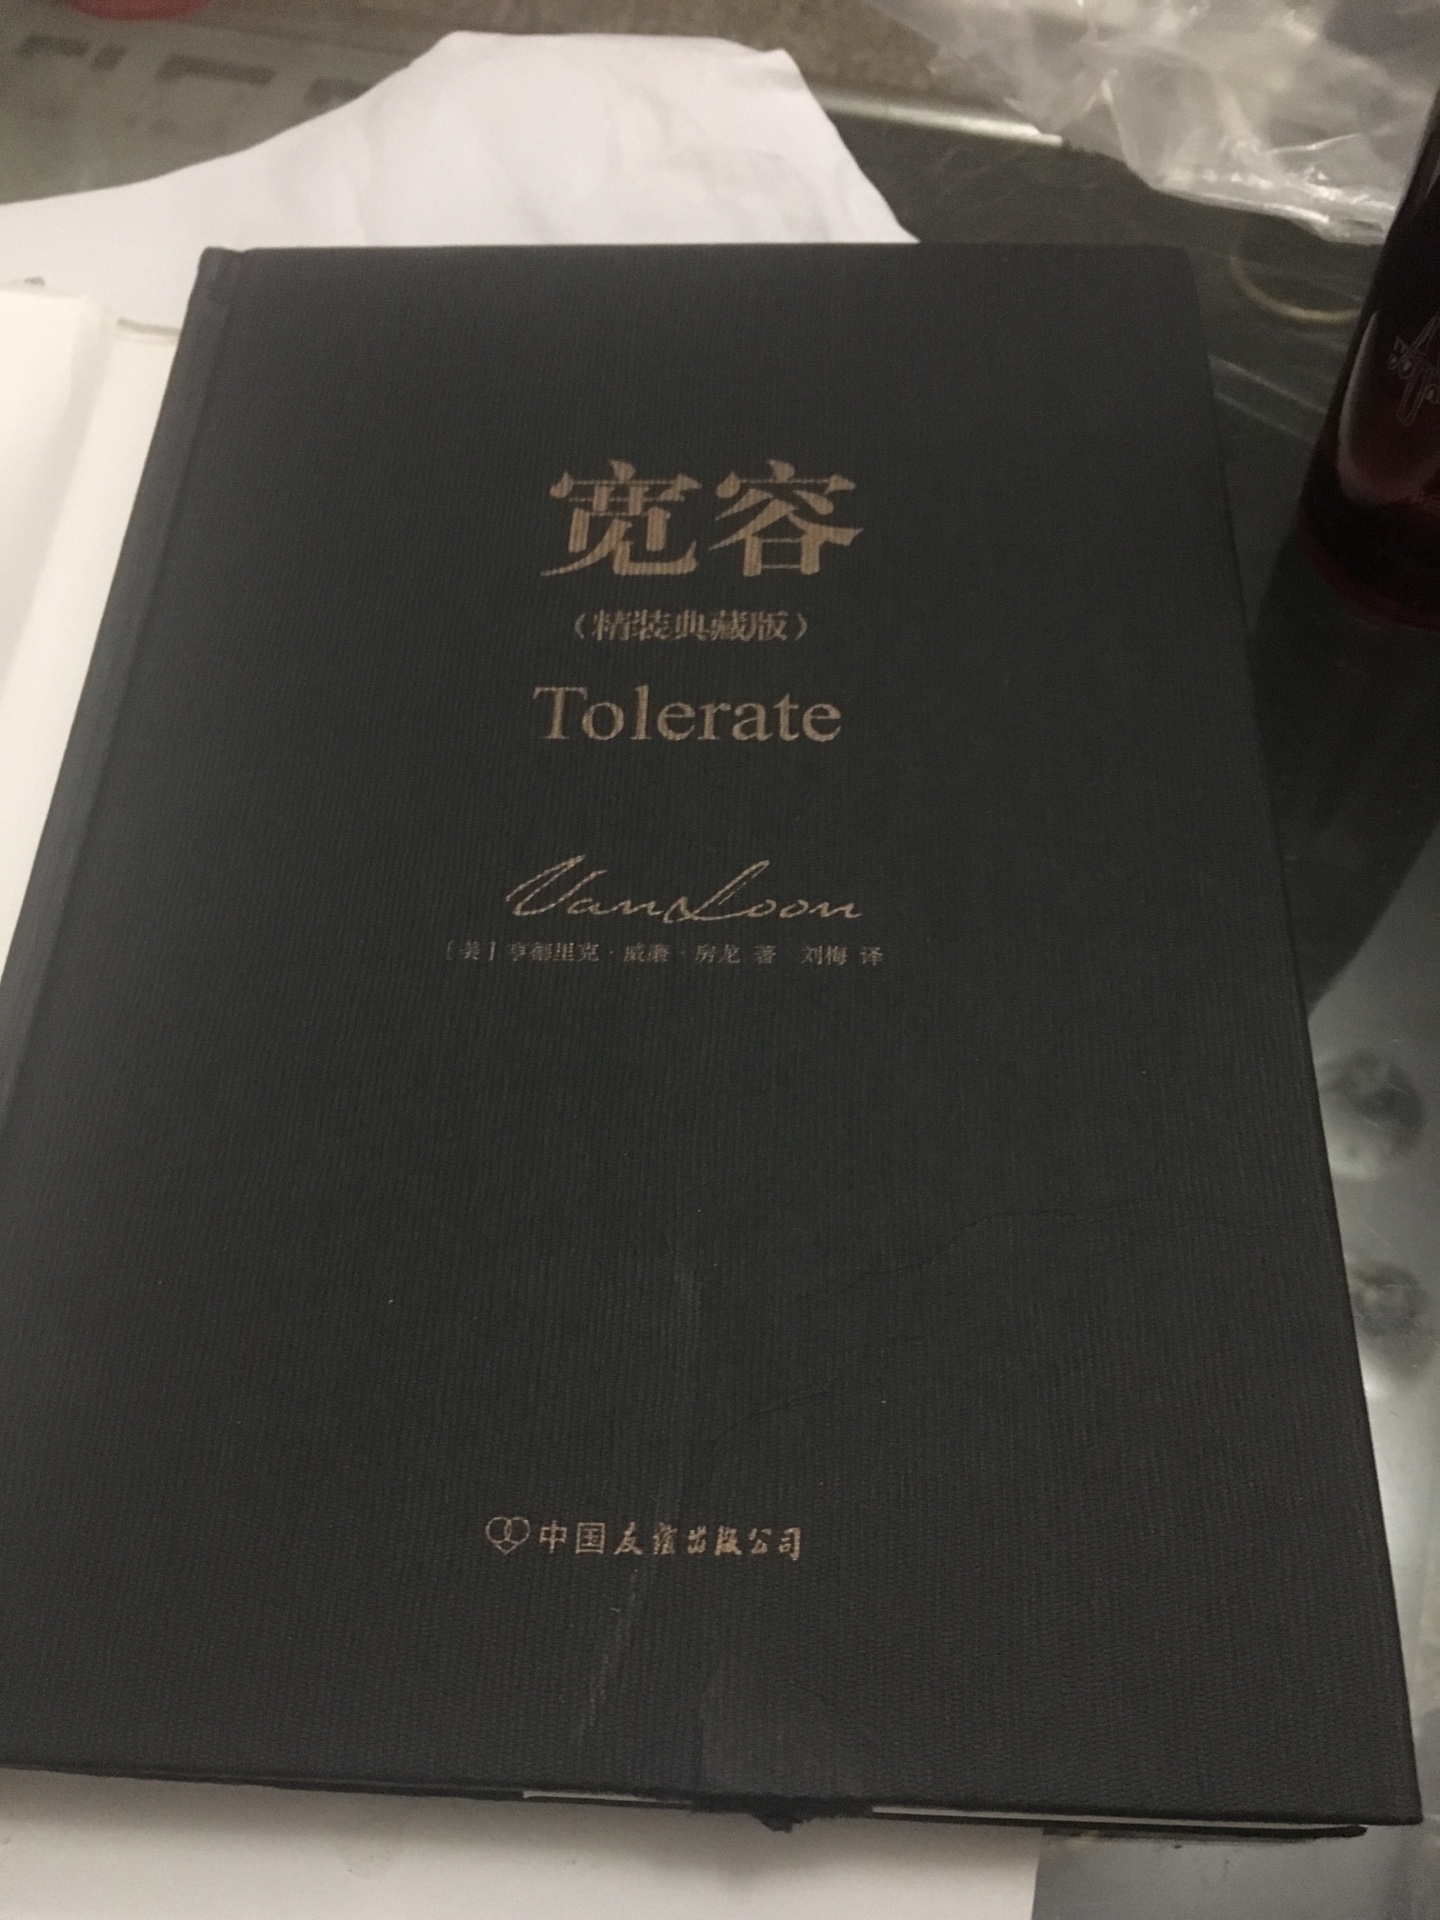 宽容
（精装典藏版）
Tolerate
Van Loon
［美］亨德里克·威廉·房龙 著 刘梅 译
中国友谊出版公司